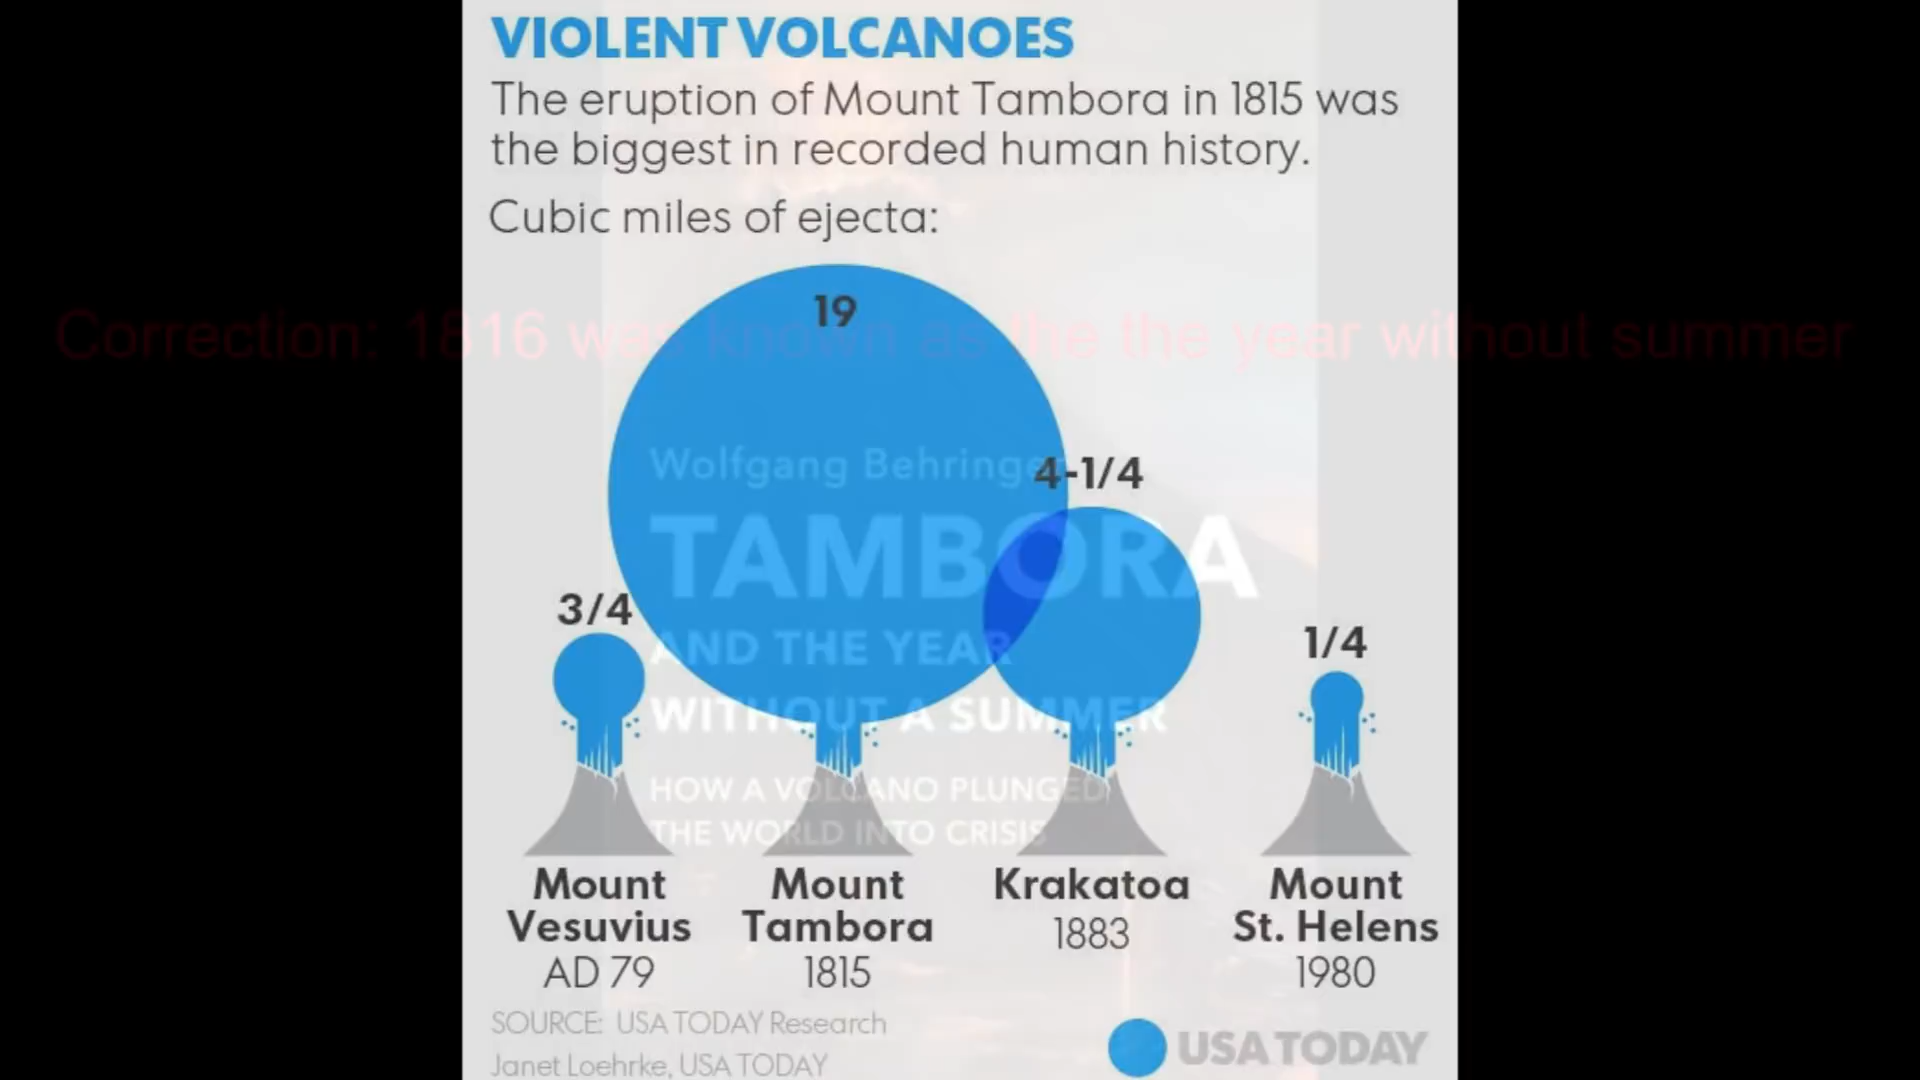 VIOLENT VOLCANOES
The eruption of Mount Tambora in 1815 was
the biggest in recorded human history.
Cubic miles of ejecta:
19
Correction: 1816 was known as the the year without summer
Wolfgang Behringer
4-1/4
TAMBORA
3/4
AND THE YEAR
1/4
WITHOUT A SUMMER
HOW A VOLCANO PLUNGED
THE WORLD INTO CRISIS
Mount
Vesuvius
AD 79
Mount
Tambora
1815
Krakatoa
1883
Mount
St. Helens
1980
SOURCE: USA TODAY Research
Janet Loehrke, USA TODAY
USA TODAY